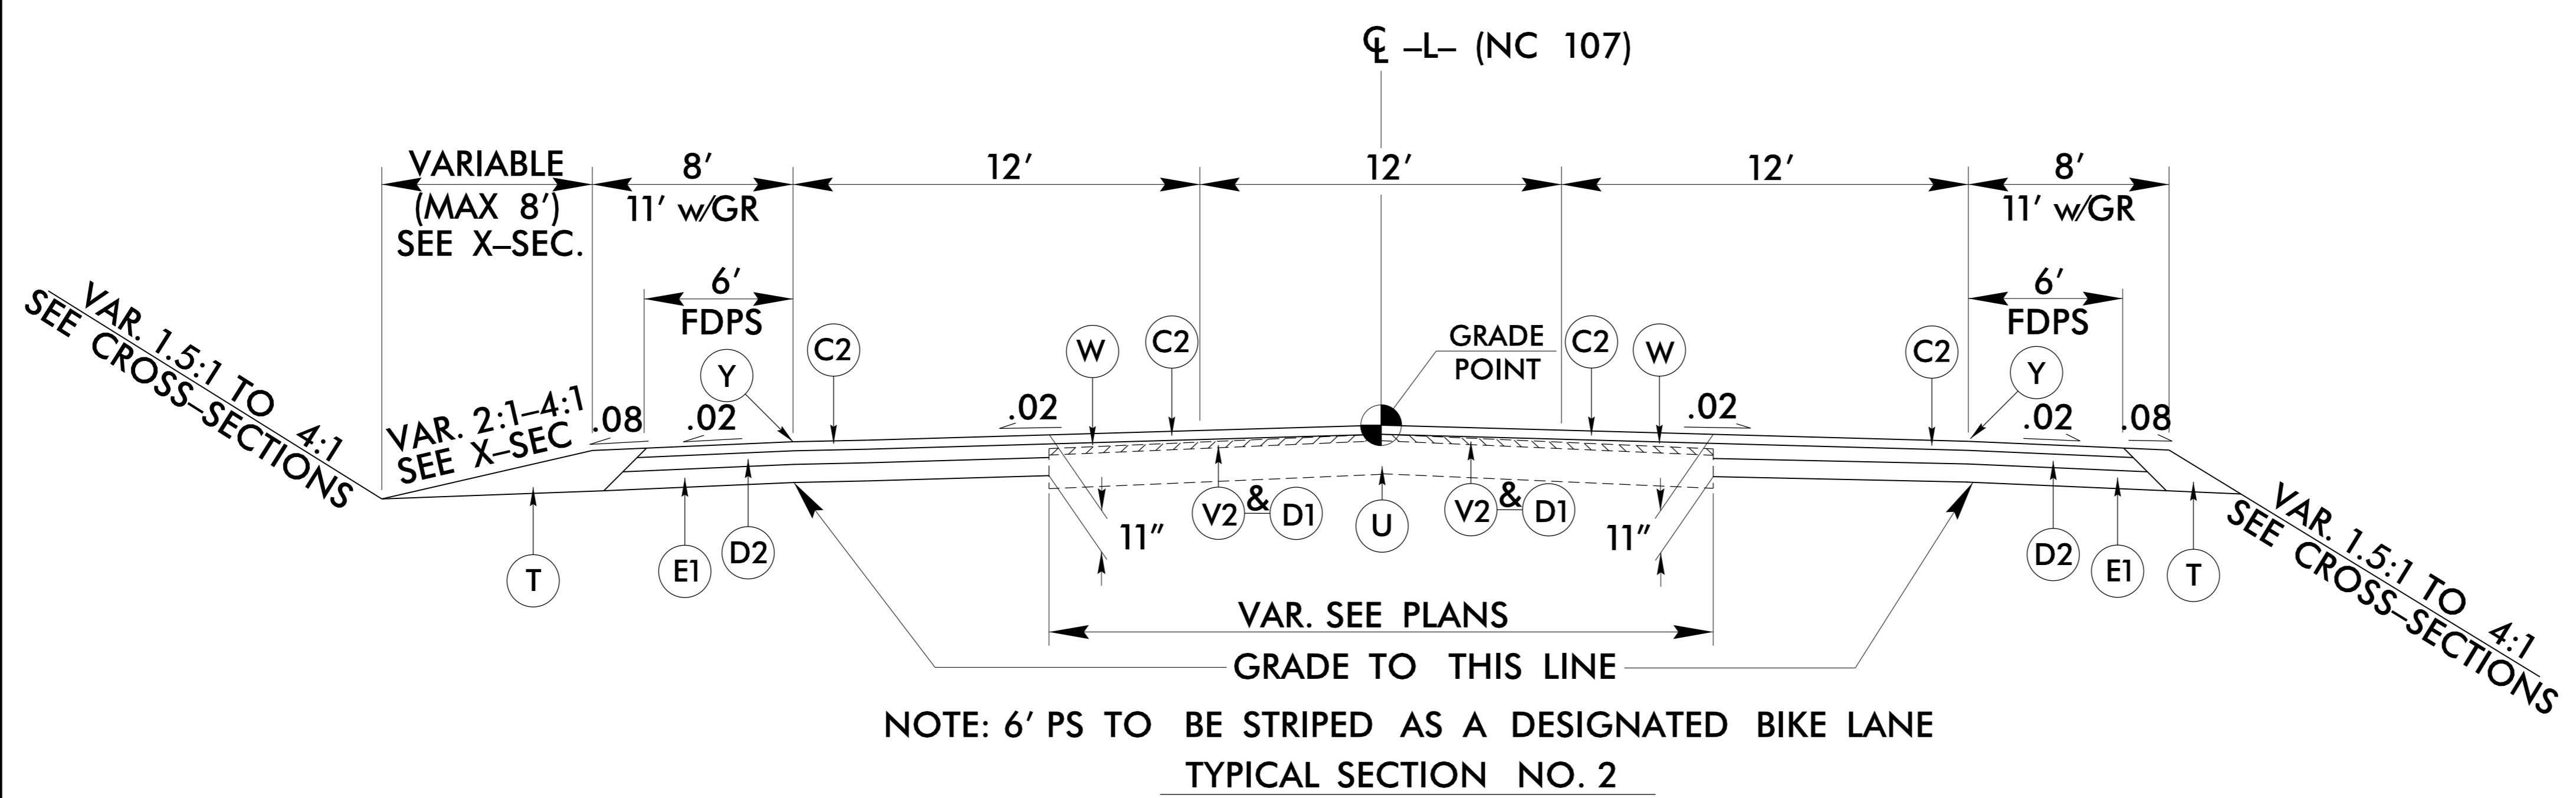 ℄ –L– (NC 107)
VARIABLE
(MAX 8')
SEE X–SEC.
8'
11' w/GR
12'
12'
12'
8'
11' w/GR
6'
FDPS
6'
FDPS
VAR. 1.5:1 TO 4:1
SEE CROSS–SECTIONS
VAR. 2:1–4:1
SEE X–SEC
.08
.02
Y
C2
.02
W
C2
GRADE
POINT
C2
W
.02
C2
Y
.02
.08
T
E1
D2
11"
V2 & D1
U
V2 & D1
11"
D2
E1
T
VAR. 1.5:1 TO 4:1
SEE CROSS–SECTIONS
VAR. SEE PLANS
GRADE TO THIS LINE
NOTE: 6' PS TO BE STRIPED AS A DESIGNATED BIKE LANE
TYPICAL SECTION NO. 2